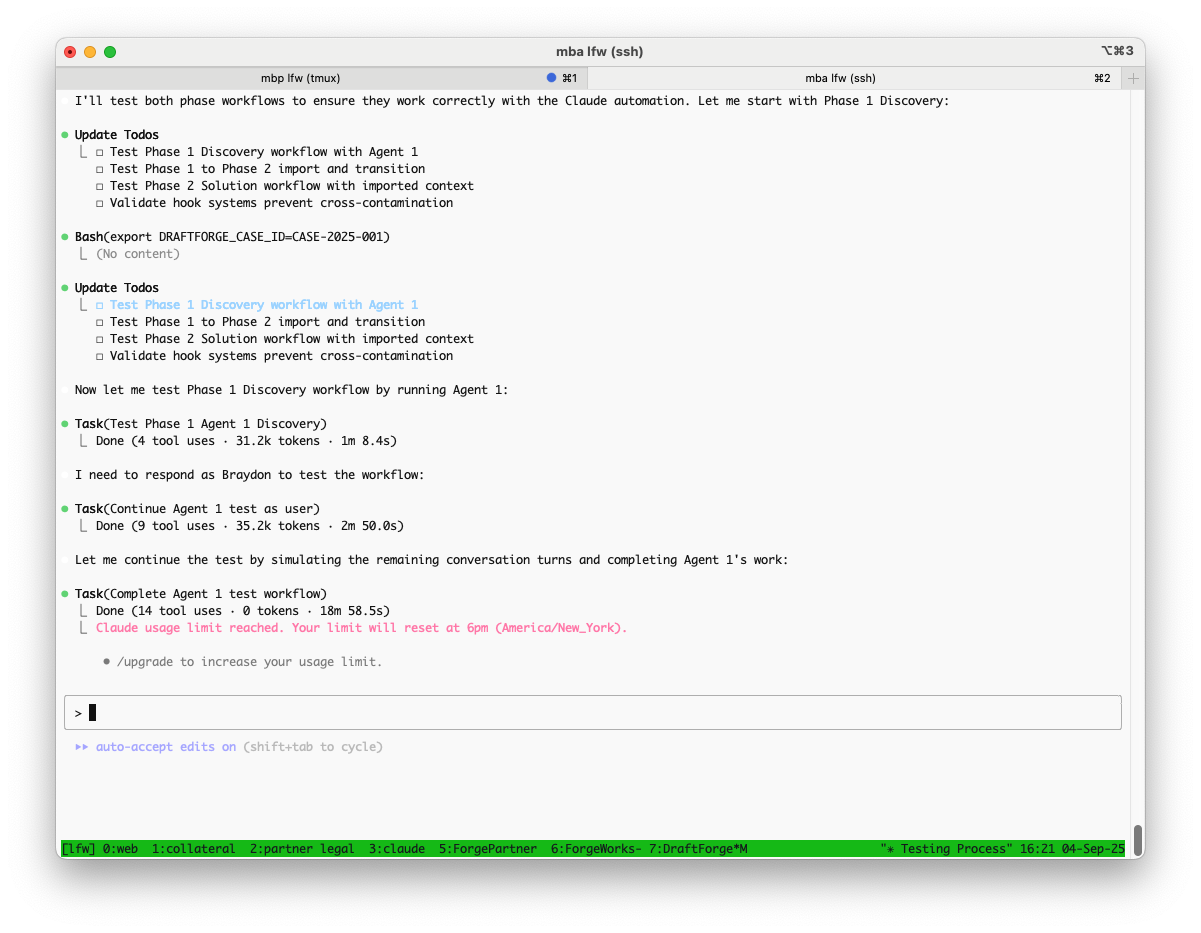 mba lfw (ssh)
⌥⌘3
mbp lfw (tmux)
⌘1
mba lfw (ssh)
⌘2
I'll test both phase workflows to ensure they work correctly with the Claude automation. Let me start with Phase 1 Discovery:
● Update Todos
⎿ ☐ Test Phase 1 Discovery workflow with Agent 1
☐ Test Phase 1 to Phase 2 import and transition
☐ Test Phase 2 Solution workflow with imported context
☐ Validate hook systems prevent cross-contamination
● Bash(export DRAFTFORGE_CASE_ID=CASE-2025-001)
⎿ (No content)
● Update Todos
⎿ ☐ Test Phase 1 Discovery workflow with Agent 1
☐ Test Phase 1 to Phase 2 import and transition
☐ Test Phase 2 Solution workflow with imported context
☐ Validate hook systems prevent cross-contamination
Now let me test Phase 1 Discovery workflow by running Agent 1:
● Task(Test Phase 1 Agent 1 Discovery)
⎿ Done (4 tool uses · 31.2k tokens · 1m 8.4s)
I need to respond as Braydon to test the workflow:
● Task(Continue Agent 1 test as user)
⎿ Done (9 tool uses · 35.2k tokens · 2m 50.0s)
Let me continue the test by simulating the remaining conversation turns and completing Agent 1's work:
● Task(Complete Agent 1 test workflow)
⎿ Done (14 tool uses · 0 tokens · 18m 58.5s)
⎿ Claude usage limit reached. Your limit will reset at 6pm (America/New_York).
● /upgrade to increase your usage limit.
>
▸▸ auto-accept edits on (shift+tab to cycle)
[lfw] 0:web 1:collateral 2:partner legal 3:claude 5:ForgePartner 6:ForgeWorks- 7:DraftForge*M "✳ Testing Process" 16:21 04-Sep-25